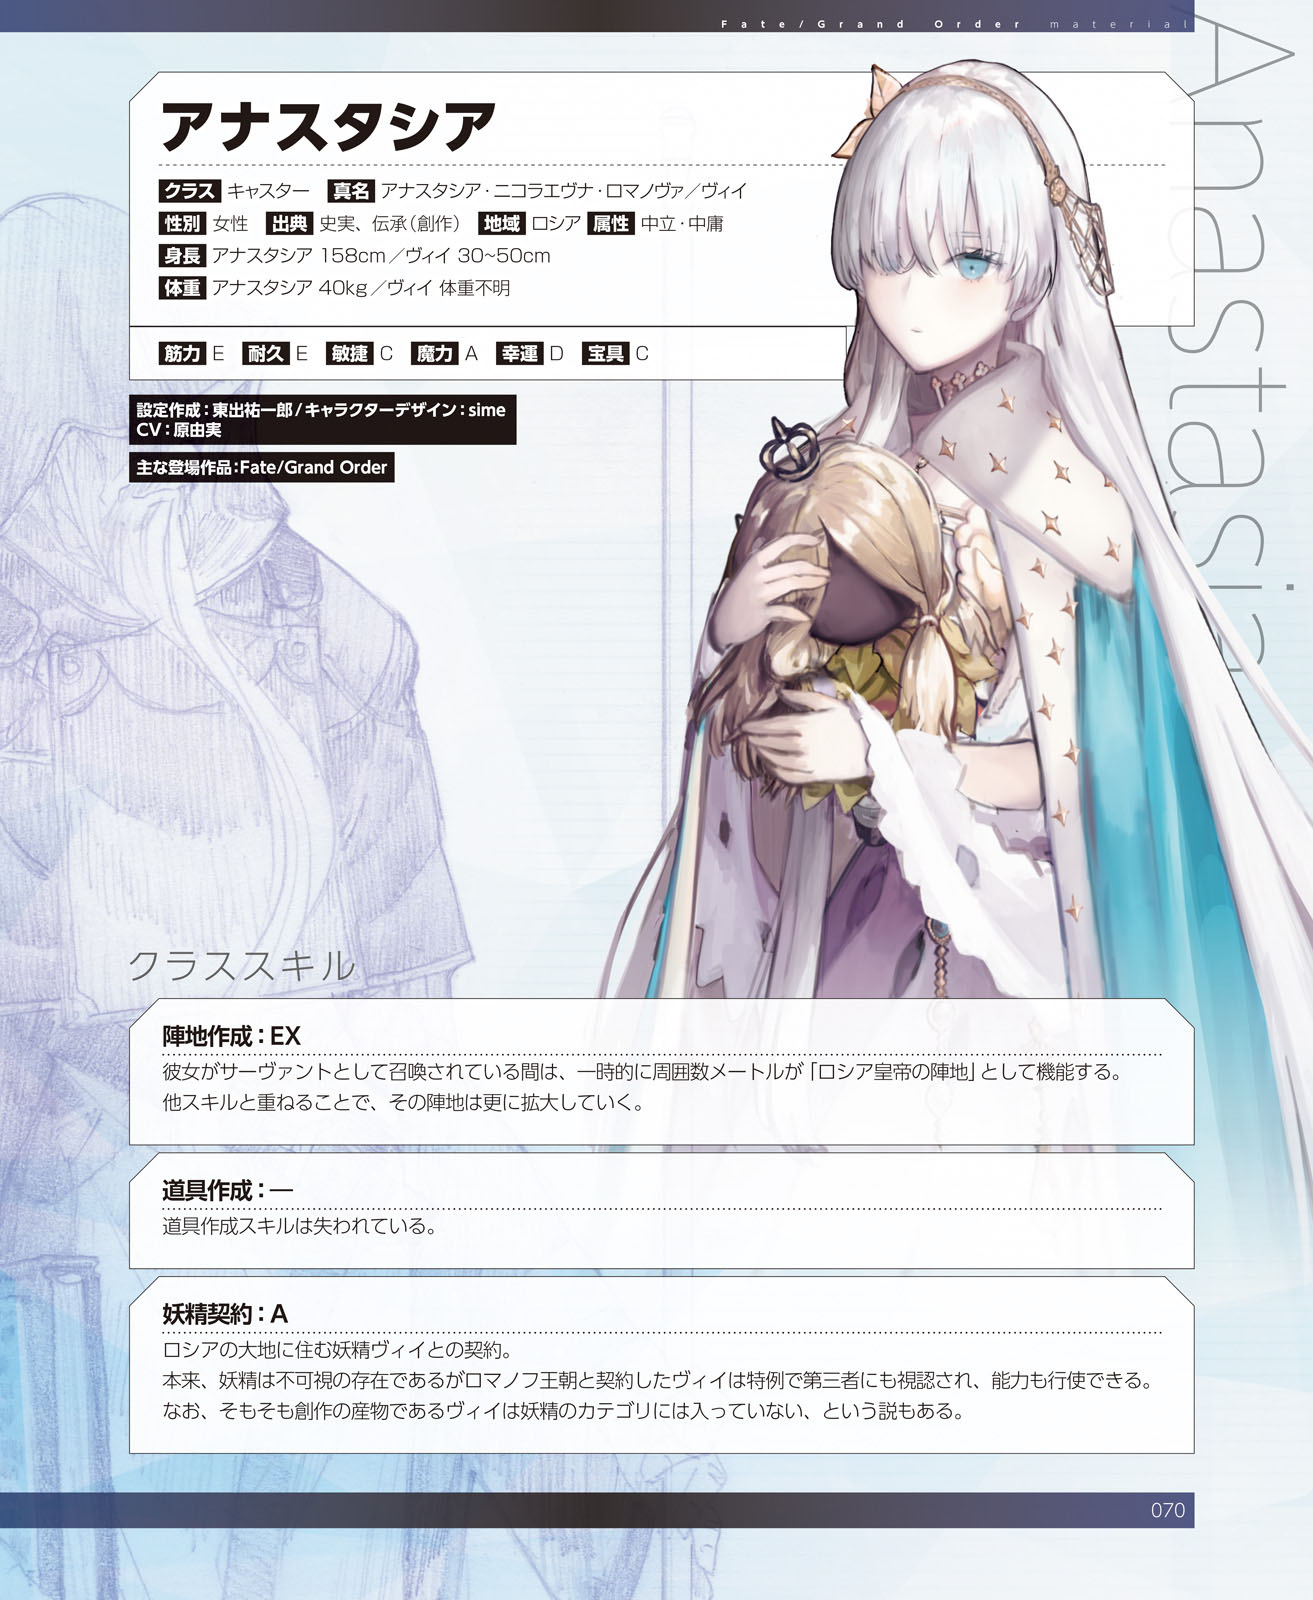 Fate/Grand Order material
Anastasia
アナスタシア
クラス キャスター 真名 アナスタシア・ニコラエヴナ・ロマノヴァ／ヴィイ
性別 女性 出典 史実、伝承(創作) 地域 ロシア 属性 中立・中庸
身長 アナスタシア 158cm／ヴィイ 30~50cm
体重 アナスタシア 40kg／ヴィイ 体重不明
筋力 E 耐久 E 敏捷 C 魔力 A 幸運 D 宝具 C
設定作成：東出祐一郎/キャラクターデザイン：sime
CV：原由実
主な登場作品：Fate/Grand Order
クラススキル
陣地作成：EX
彼女がサーヴァントとして召喚されている間は、一時的に周囲数メートルが「ロシア皇帝の陣地」として機能する。
他スキルと重ねることで、その陣地は更に拡大していく。
道具作成：―
道具作成スキルは失われている。
妖精契約：A
ロシアの大地に住む妖精ヴィイとの契約。
本来、妖精は不可視の存在であるがロマノフ王朝と契約したヴィイは特例で第三者にも視認され、能力も行使できる。
なお、そもそも創作の産物であるヴィイは妖精のカテゴリには入っていない、という説もある。
070